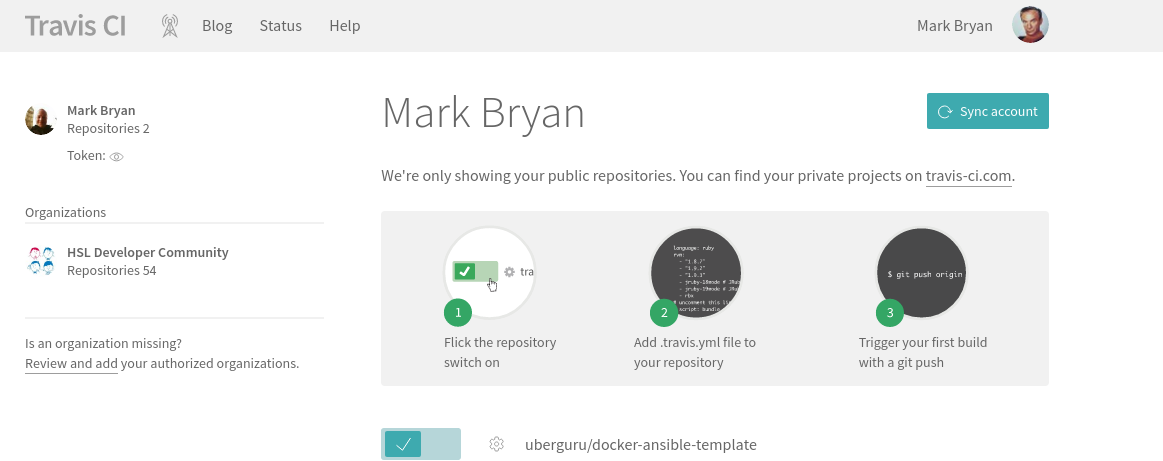 Travis CI
Blog
Status
Help
Mark Bryan
Mark Bryan
Repositories 2
Token:
Organizations
HSL Developer Community
Repositories 54
Is an organization missing?
Review and add your authorized organizations.
Mark Bryan
Sync account
We're only showing your public repositories. You can find your private projects on travis-ci.com.
tra
1
Flick the repository
switch on
language: ruby
rvm:
- "1.8.7"
- "1.9.2"
- "1.9.3"
- jruby-18mode # JRu
- jruby-19mode # JRu
- rbx
# uncomment this li
script: bundle
2
Add .travis.yml file to
your repository
$ git push origin
3
Trigger your first build
with a git push
uberguru/docker-ansible-template